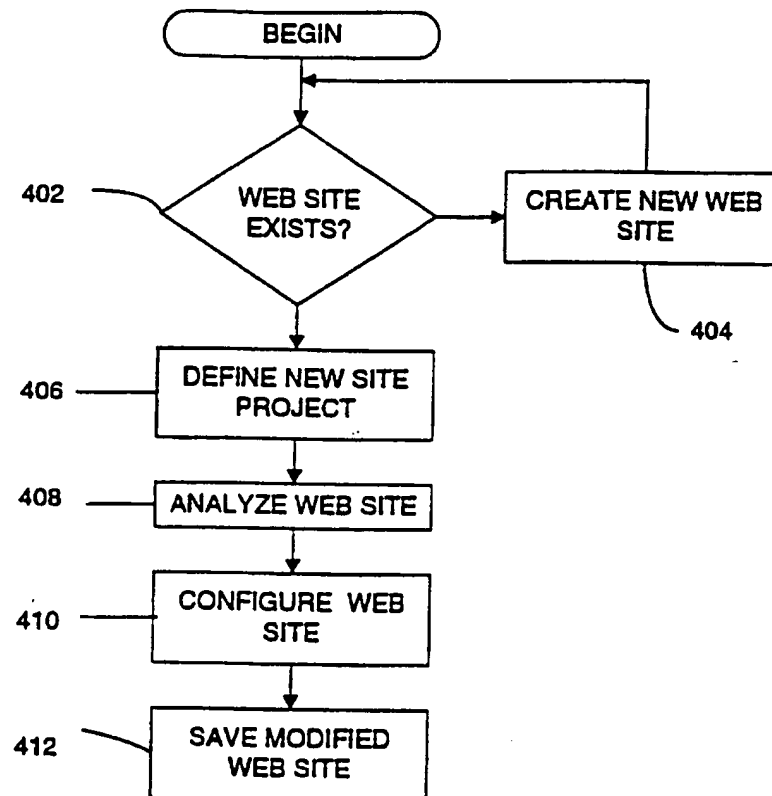 BEGIN
402
WEB SITE
EXISTS?
CREATE NEW WEB
SITE
404
406
DEFINE NEW SITE
PROJECT
408
ANALYZE WEB SITE
410
CONFIGURE WEB
SITE
412
SAVE MODIFIED
WEB SITE